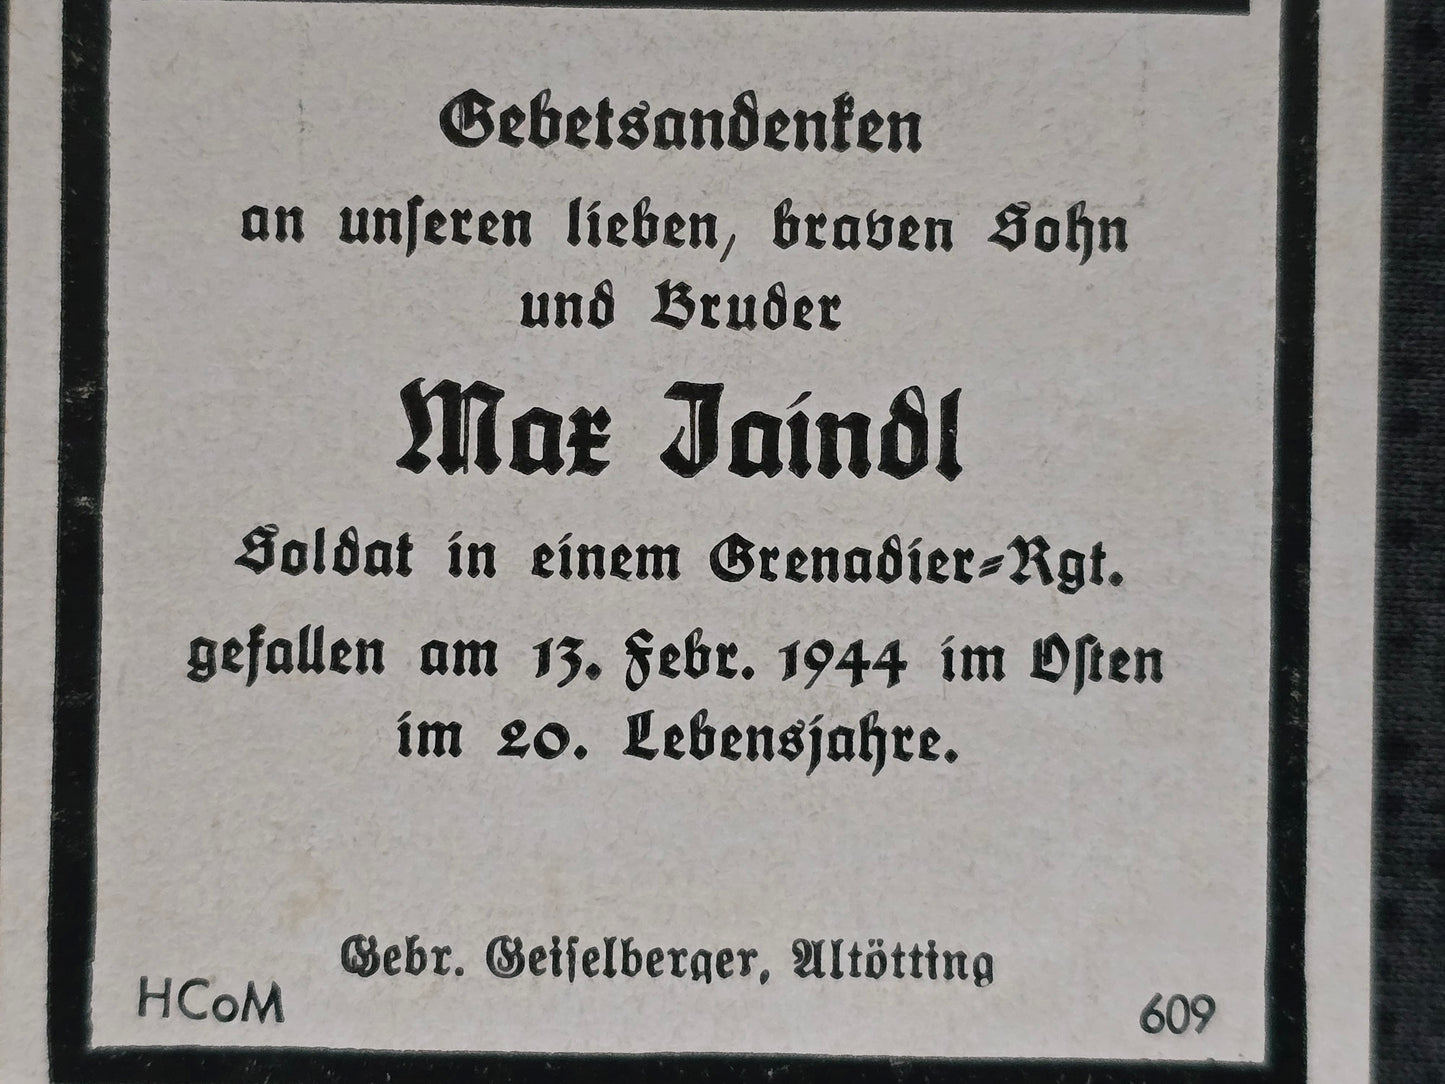 Gebetsandenken
an unseren lieben, braven Sohn
und Bruder
Max Jaindl
Soldat in einem Grenadier-Rgt.
gefallen am 13. Febr. 1944 im Osten
im 20. Lebensjahre.
Gebr. Geiselberger, Altötting
HCoM
609